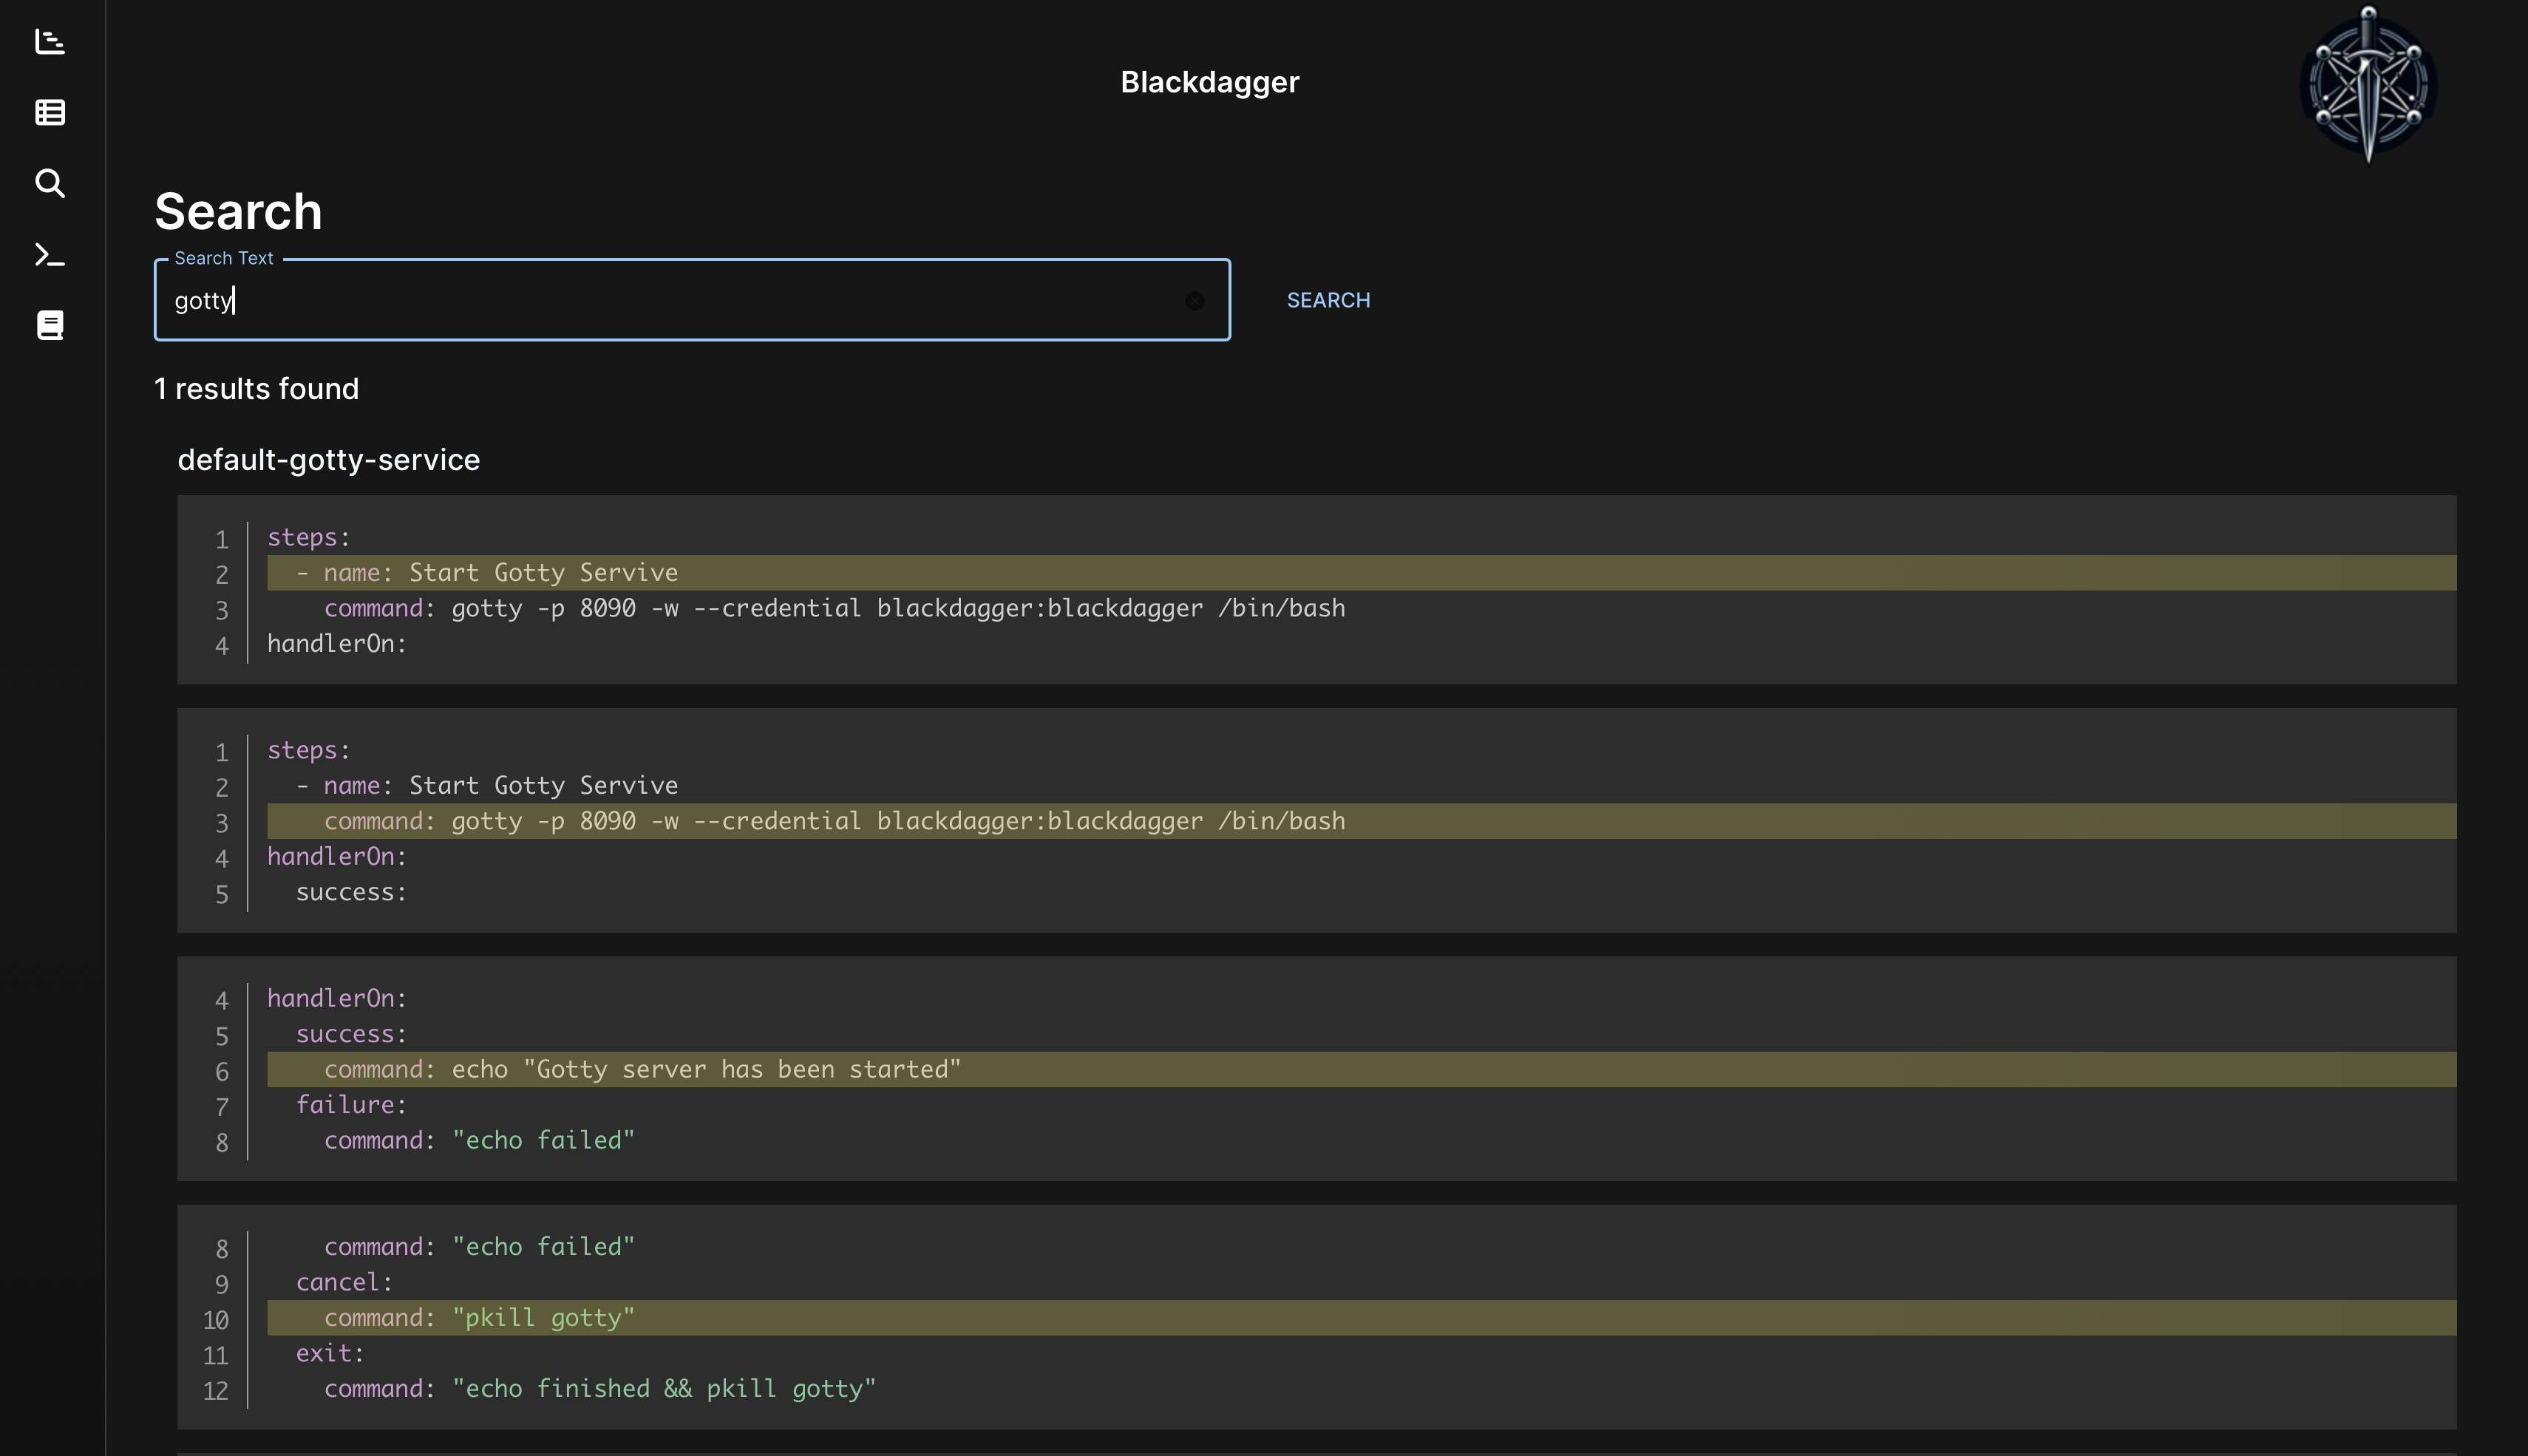 Blackdagger
Search
Search Text
gotty
SEARCH
1 results found
default-gotty-service
1 steps:
2   - name: Start Gotty Servive
3     command: gotty -p 8090 -w --credential blackdagger:blackdagger /bin/bash
4 handlerOn:
1 steps:
2   - name: Start Gotty Servive
3     command: gotty -p 8090 -w --credential blackdagger:blackdagger /bin/bash
4 handlerOn:
5   success:
4 handlerOn:
5   success:
6     command: echo "Gotty server has been started"
7   failure:
8     command: "echo failed"
8     command: "echo failed"
9   cancel:
10     command: "pkill gotty"
11   exit:
12     command: "echo finished && pkill gotty"